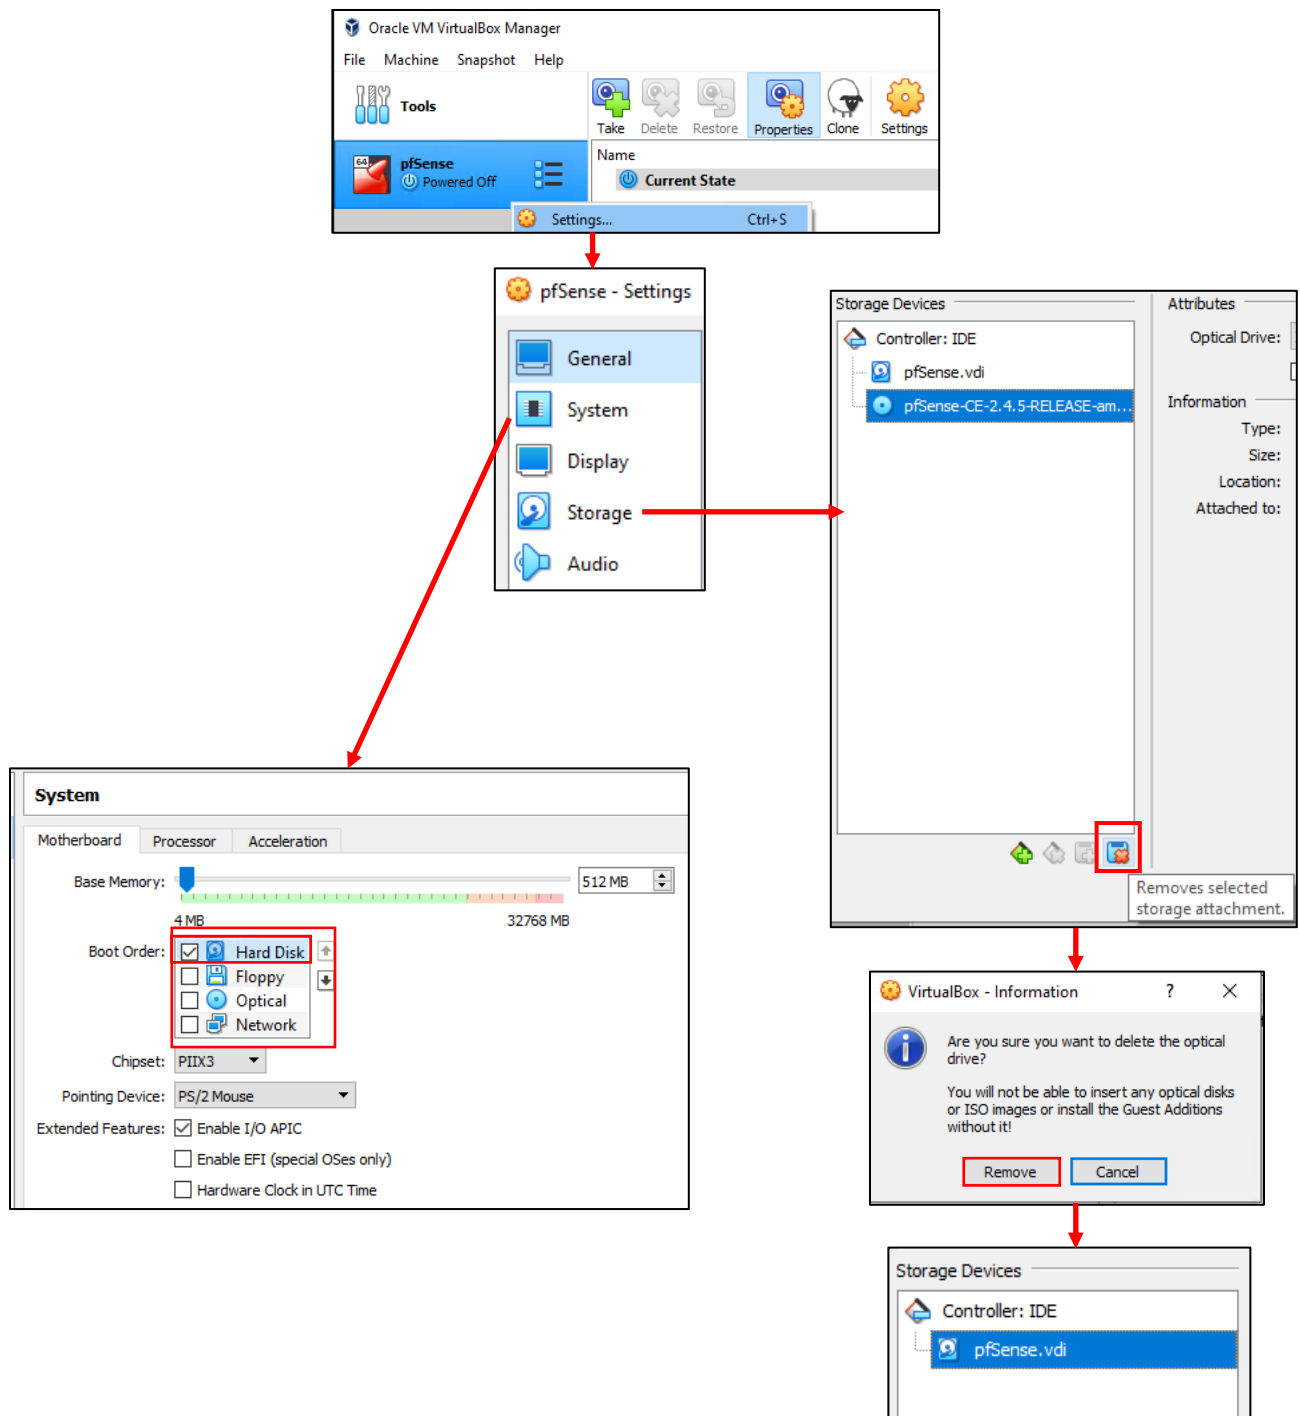 Oracle VM VirtualBox Manager
File Machine Snapshot Help
Tools
Take Delete Restore Properties Clone Settings
64
pfSense
Powered Off
Name
Current State
Settings... Ctrl+S
pfSense - Settings
General
System
Display
Storage
Audio
Storage Devices
Controller: IDE
pfSense.vdi
pfSense-CE-2.4.5-RELEASE-am...
Attributes
Optical Drive:
Information
Type:
Size:
Location:
Attached to:
Removes selected
storage attachment.
System
Motherboard Processor Acceleration
Base Memory: 512 MB
4 MB 32768 MB
Boot Order: Hard Disk
Floppy
Optical
Network
Chipset: PIIX3
Pointing Device: PS/2 Mouse
Extended Features: Enable I/O APIC
Enable EFI (special OSes only)
Hardware Clock in UTC Time
VirtualBox - Information ?
Are you sure you want to delete the optical
drive?
You will not be able to insert any optical disks
or ISO images or install the Guest Additions
without it!
Remove Cancel
Storage Devices
Controller: IDE
pfSense.vdi